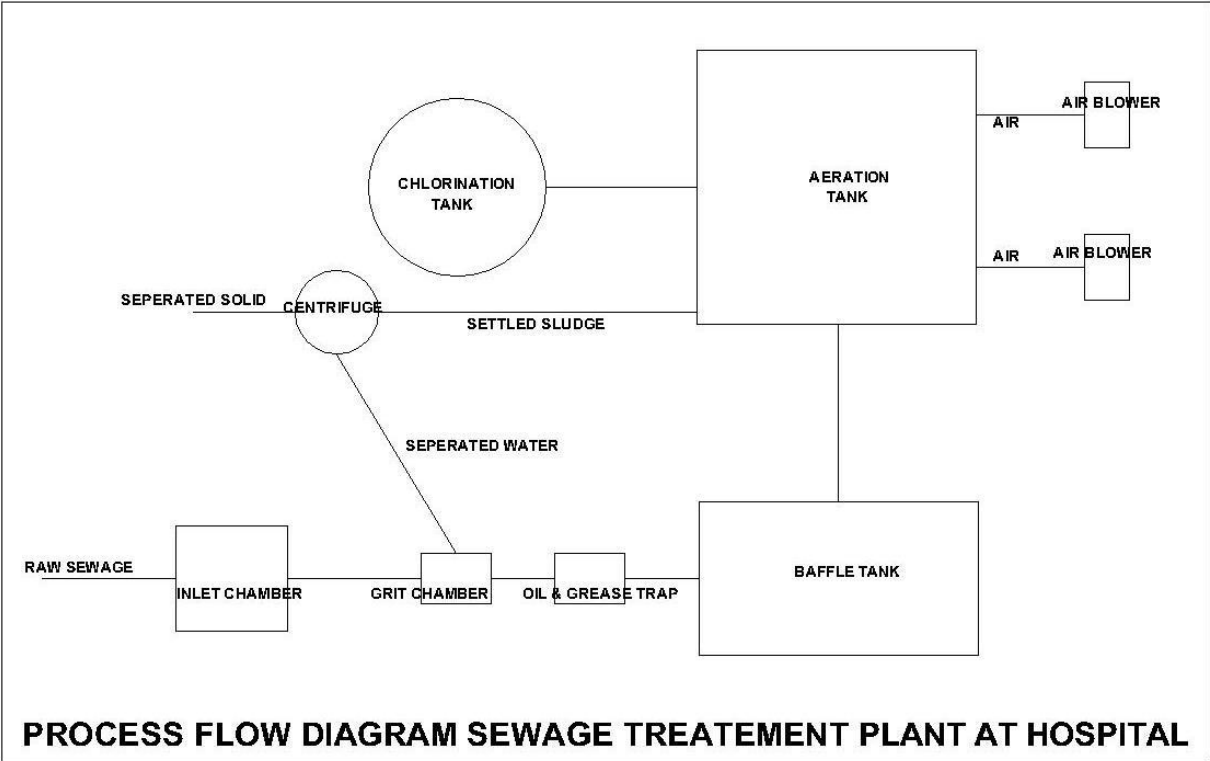 AIR BLOWER
AIR
CHLORINATION
TANK
AERATION
TANK
AIR BLOWER
AIR
SEPERATED SOLID
CENTRIFUGE
SETTLED SLUDGE
SEPERATED WATER
RAW SEWAGE
INLET CHAMBER
GRIT CHAMBER
OIL & GREASE TRAP
BAFFLE TANK
PROCESS FLOW DIAGRAM SEWAGE TREATEMENT PLANT AT HOSPITAL